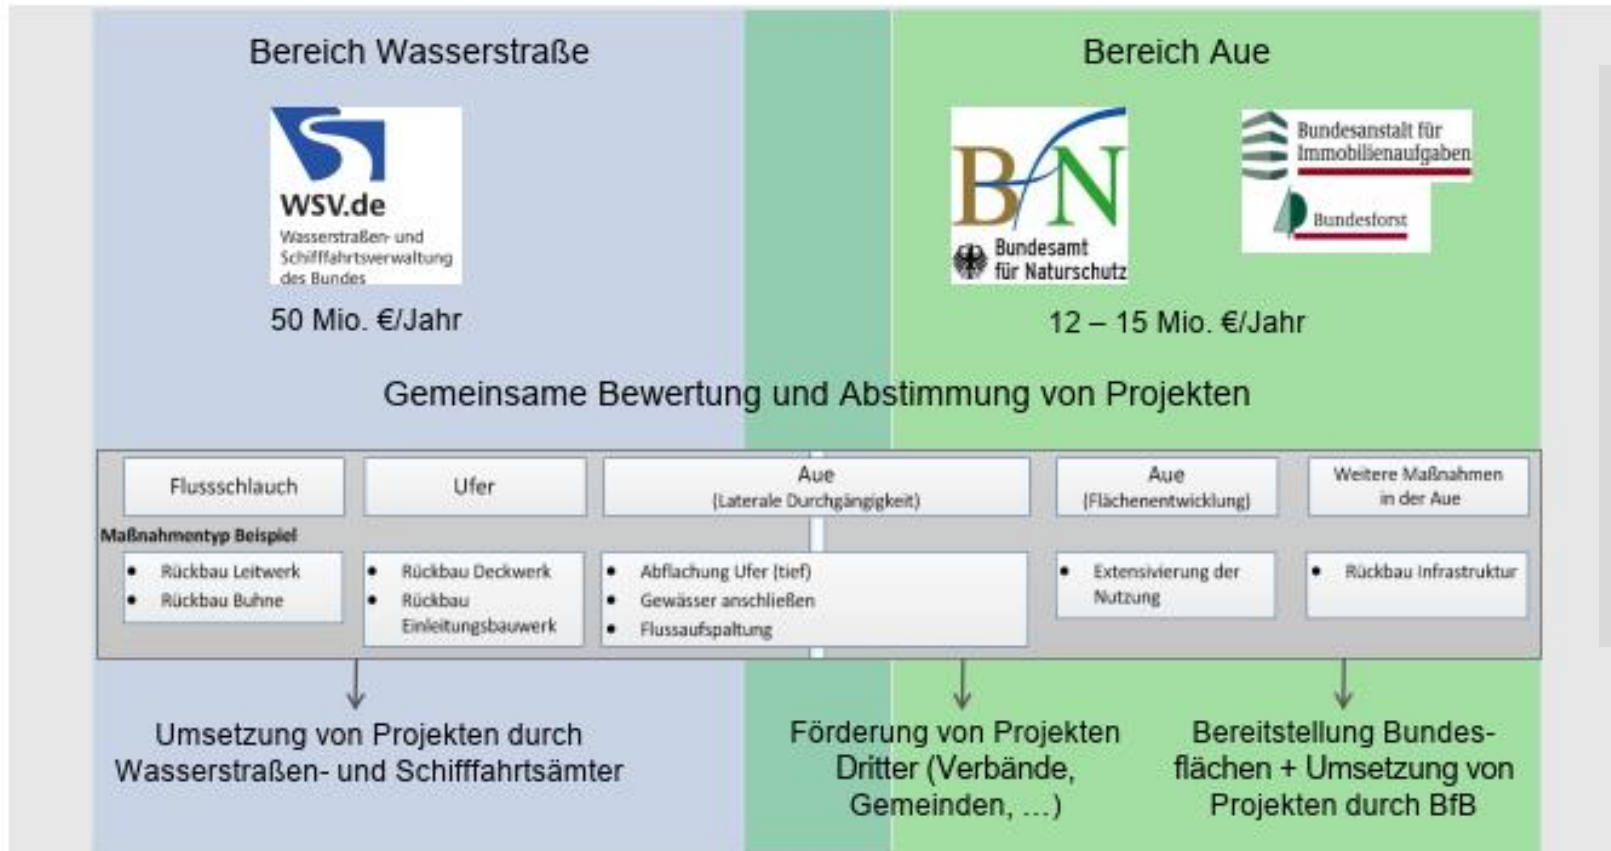 Bereich Wasserstraße
Bereich Aue
WSV.de
Wasserstraßen- und
Schifffahrtsverwaltung
des Bundes
BfN
Bundesamt
für Naturschutz
Bundesanstalt für
Immobilienaufgaben
Bundesforst
50 Mio. €/Jahr
12 – 15 Mio. €/Jahr
Gemeinsame Bewertung und Abstimmung von Projekten
Flussschlauch
Ufer
Aue
(Laterale Durchgängigkeit)
Aue
(Flächenentwicklung)
Weitere Maßnahmen
in der Aue
Maßnahmentyp Beispiel
• Rückbau Leitwerk
• Rückbau Buhne
• Rückbau Deckwerk
• Rückbau
Einleitungsbauwerk
• Abflachung Ufer (tief)
• Gewässer anschließen
• Flussaufspaltung
• Extensivierung der
Nutzung
• Rückbau Infrastruktur
Umsetzung von Projekten durch
Wasserstraßen- und Schifffahrtsämter
Förderung von Projekten
Dritter (Verbände,
Gemeinden, …)
Bereitstellung Bundes-
flächen + Umsetzung von
Projekten durch BfB